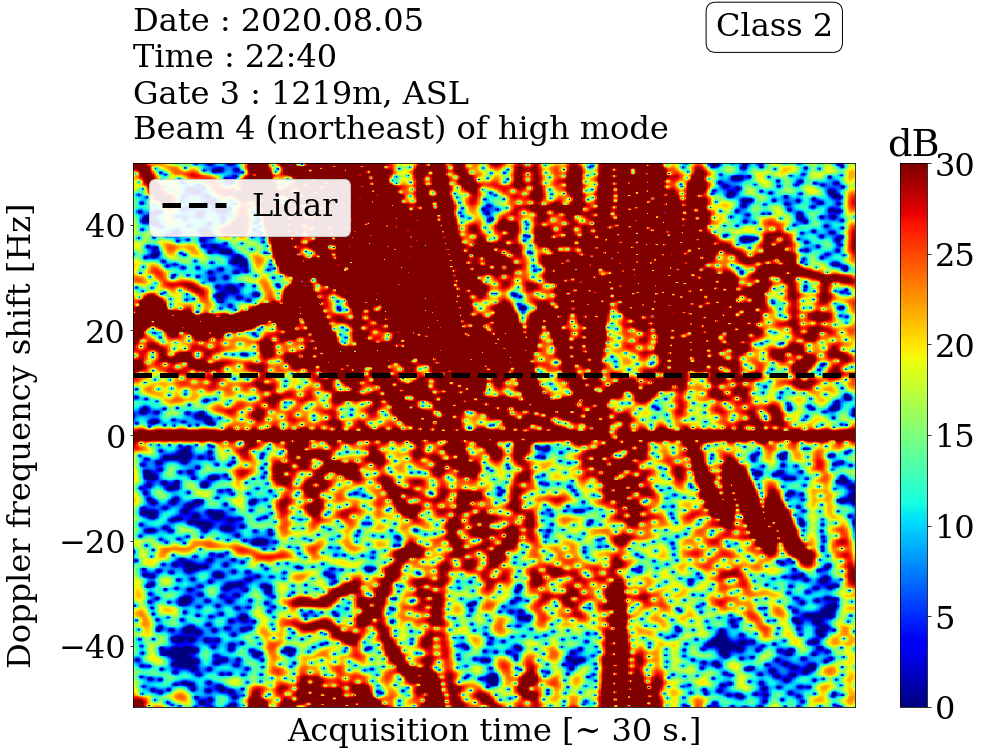 Date : 2020.08.05
Time : 22:40
Gate 3 : 1219m, ASL
Beam 4 (northeast) of high mode
Class 2
dB
Lidar
Doppler frequency shift [Hz]
40
20
0
−20
−40
Acquisition time [~ 30 s.]
30
25
20
15
10
5
0